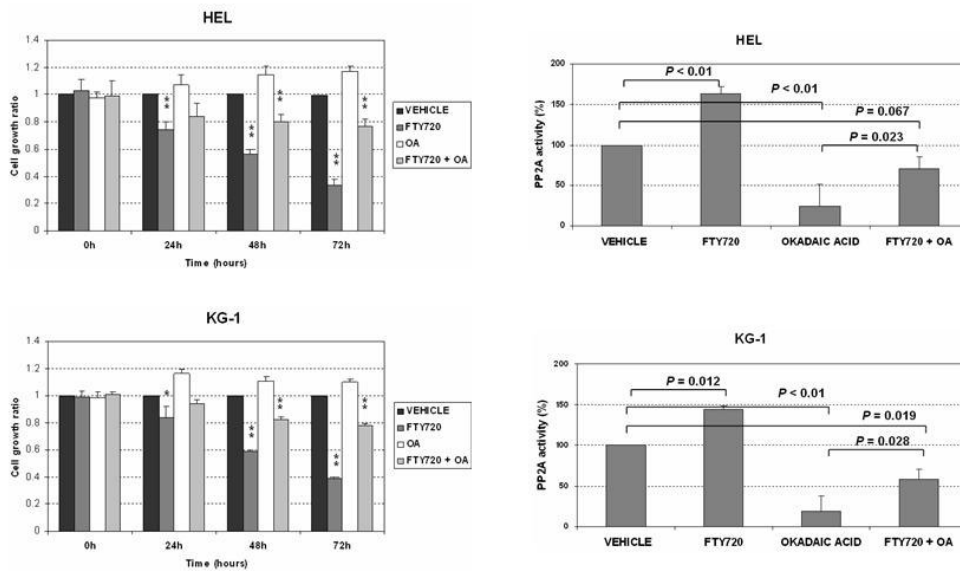 HEL
Cell growth ratio
1.4
1.2
1
0.8
0.6
0.4
0.2
0
**
**
**
**
**
0h
24h
48h
72h
Time (hours)
VEHICLE
FTY720
OA
FTY720 + OA
HEL
PP2A activity (%)
200
150
100
50
0
P < 0.01
P < 0.01
P = 0.067
P = 0.023
VEHICLE
FTY720
OKADAIC ACID
FTY720 + OA
KG-1
Cell growth ratio
1.4
1.2
1
0.8
0.6
0.4
0.2
0
*
**
**
**
**
0h
24h
48h
72h
Time (hours)
VEHICLE
FTY720
OA
FTY720 + OA
KG-1
PP2A activity (%)
200
150
100
50
0
P = 0.012
P < 0.01
P = 0.019
P = 0.028
VEHICLE
FTY720
OKADAIC ACID
FTY720 + OA